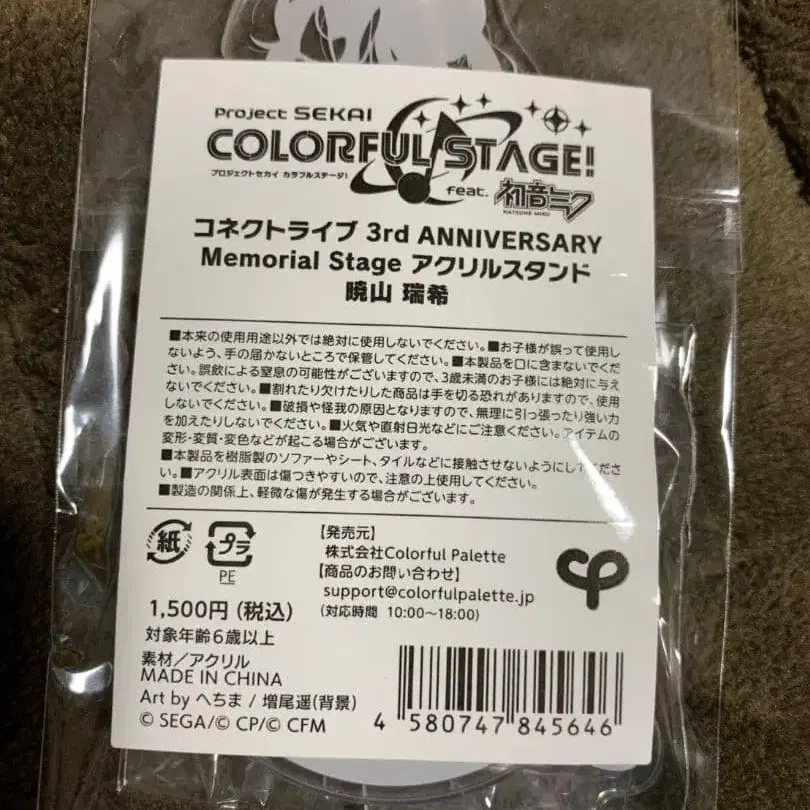 Project SEKAI
COLORFUL STAGE!
プロジェクトセカイ カラフルステージ!
feat. 初音ミク
HATSUNE MIKU
コネクトライブ 3rd ANNIVERSARY
Memorial Stage アクリルスタンド
暁山 瑞希
■本来の使用用途以外では絶対に使用しないでください。■お子様が誤って使用し
ないよう、手の届かないところで保管してください。■本製品を口に含まないでくだ
さい。誤飲による窒息の可能性がございますので、3歳未満のお子様には絶対に与え
ないでください。■割れたり欠けたりした商品は手を切る恐れがありますので、使用
しないでください。■破損や怪我の原因となりますので、無理に引っ張ったり強い力
を加えたりしないでください。■火気や直射日光などにご注意ください。アイテムの
変形・変質・変色などが起こる場合がございます。
■本製品を樹脂製のソファーやシート、タイルなどに接触させないようにしてくださ
い。■アクリル表面は傷つきやすいので、注意の上使用してください。
■製造の関係上、軽微な傷が発生する場合がございます。
紙
プラ
PE
【発売元】
株式会社Colorful Palette
【商品のお問い合わせ】
support@colorfulpalette.jp
(対応時間 10:00〜18:00)
1,500円(税込)
対象年齢6歳以上
素材/アクリル
MADE IN CHINA
Art by へちま / 増尾遥(背景)
© SEGA/© CP/© CFM
4 580747 845646